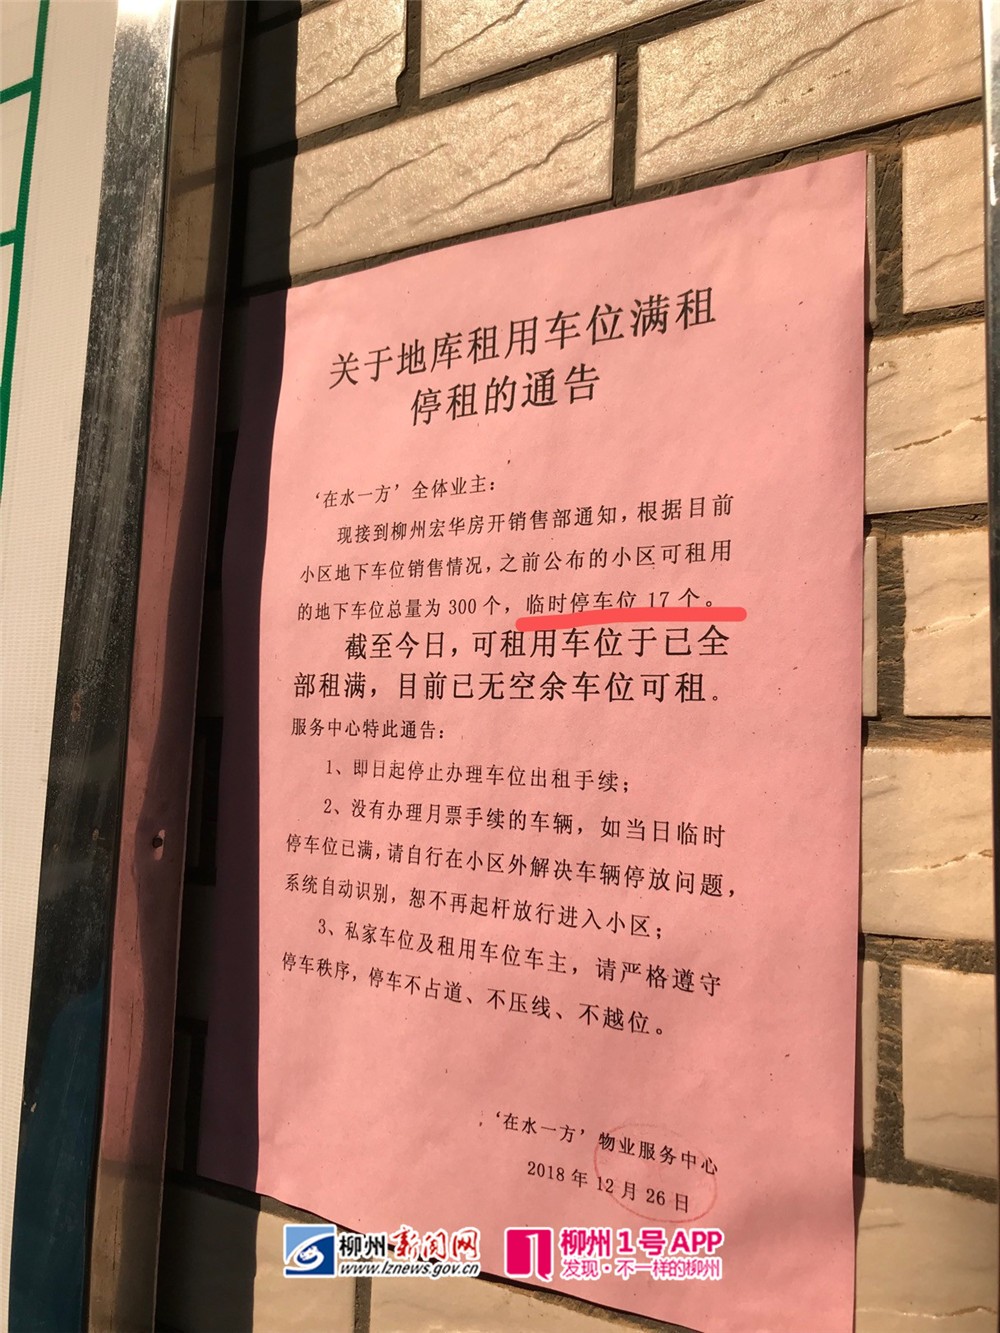 关于地库租用车位满租
停租的通告
‘在水一方’全体业主：
现接到柳州宏华房开销售部通知，根据目前
小区地下车位销售情况，之前公布的小区可租用
的地下车位总量为300个，临时停车位17个。
截至今日，可租用车位于已全
部租满，目前已无空余车位可租。
服务中心特此通告：
1、即日起停止办理车位出租手续；
2、没有办理月票手续的车辆，如当日临时
停车位已满，请自行在小区外解决车辆停放问题，
系统自动识别，恕不再起杆放行进入小区；
3、私家车位及租用车位车主，请严格遵守
停车秩序，停车不占道、不压线、不越位。
‘在水一方’物业服务中心
2018年12月26日
柳州新闻网
www.lznews.gov.cn
柳州1号APP
发现·不一样的柳州